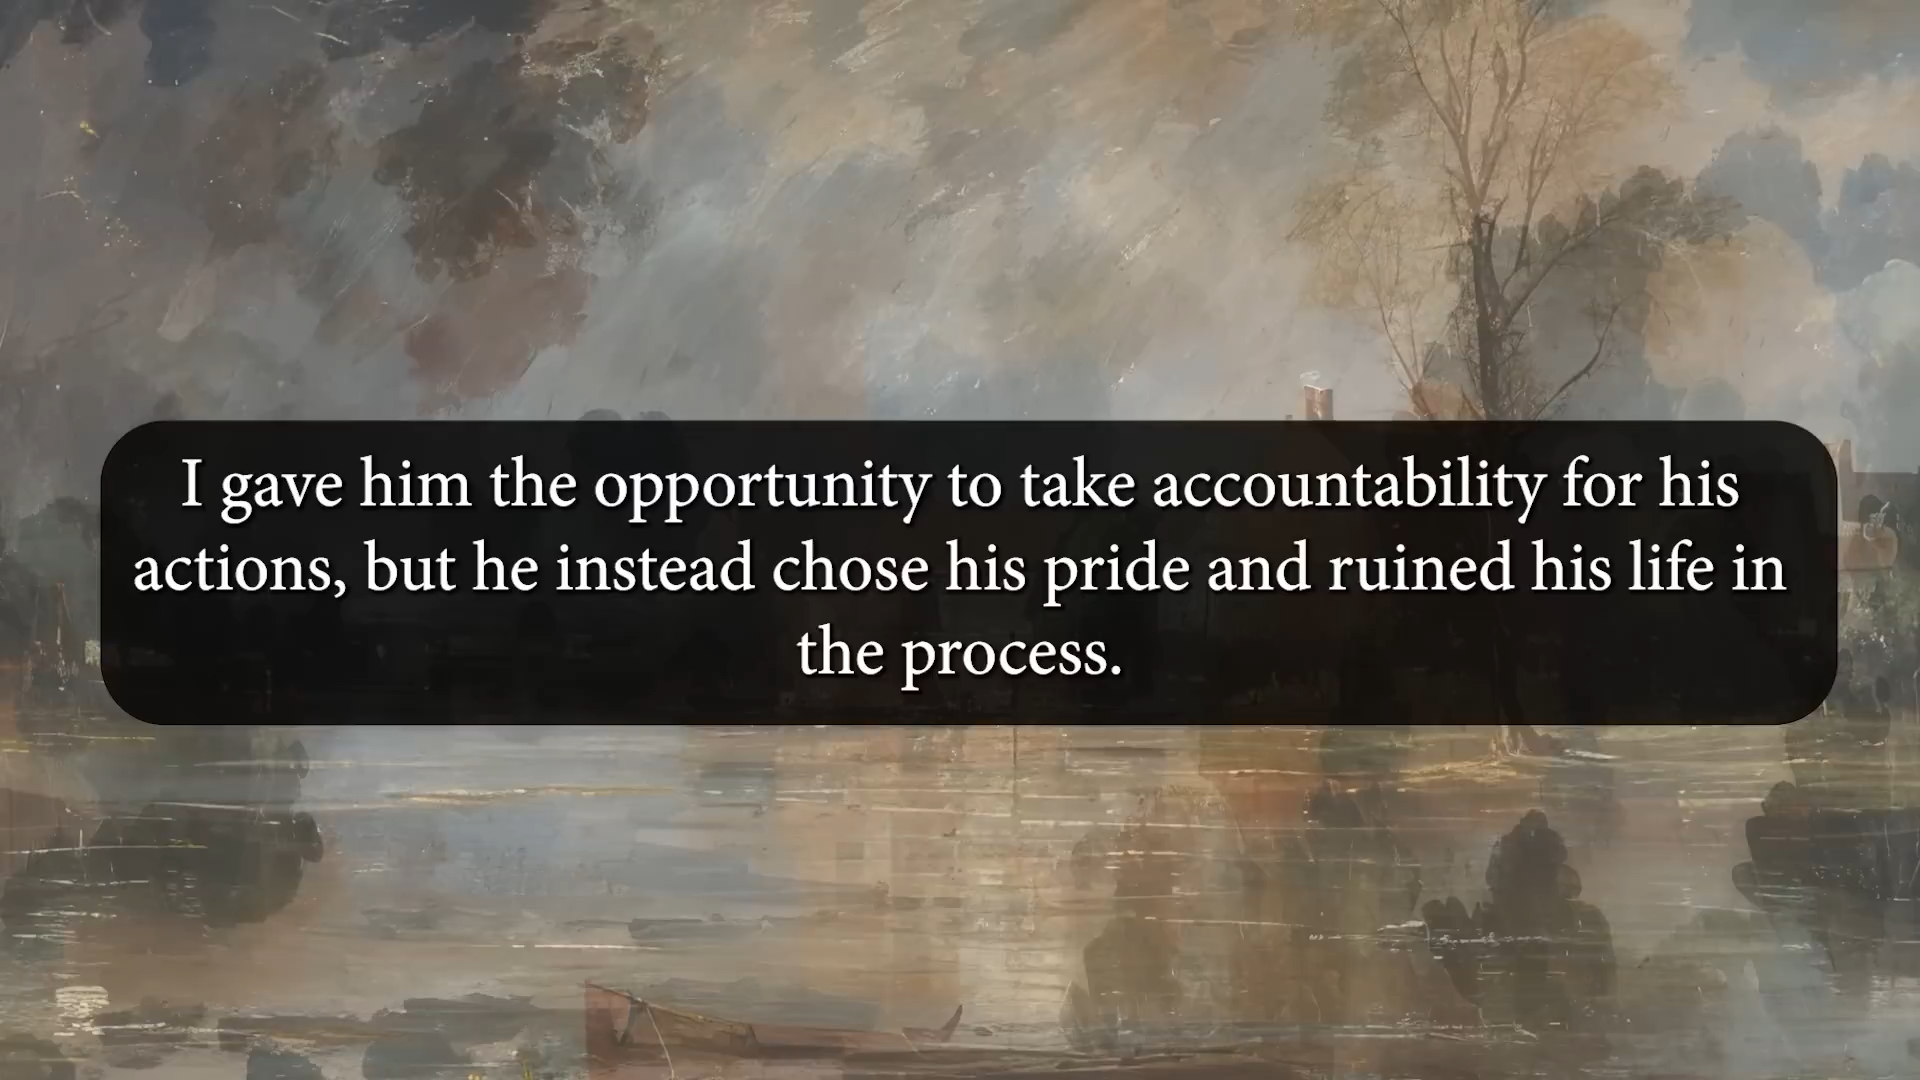 I gave him the opportunity to take accountability for his
actions, but he instead chose his pride and ruined his life in
the process.